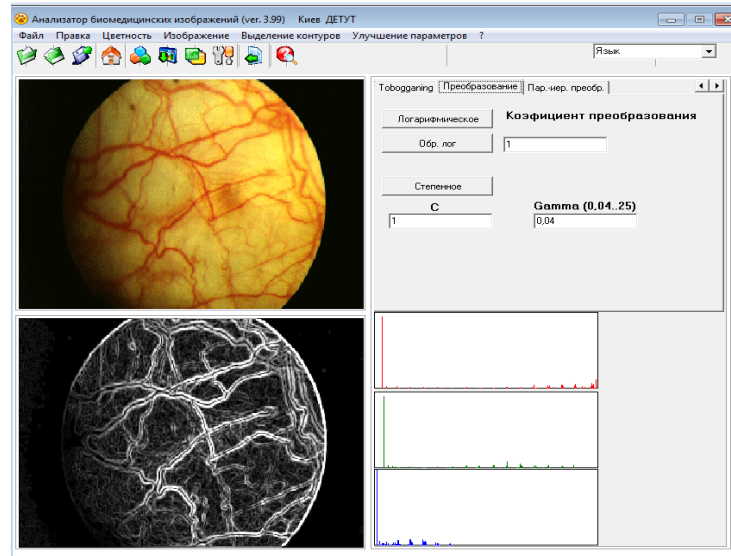 Анализатор биомедицинских изображений (ver. 3.99) Киев ДЕТУТ
Файл Правка Цветность Изображение Выделение контуров Улучшение параметров ?
Язык
Tobogganing Преобразование Пар.-иер. преобр.
Логарифмическое Коэфициент преобразования
Обр. лог 1
Степенное
C Gamma (0,04..25)
1 0,04